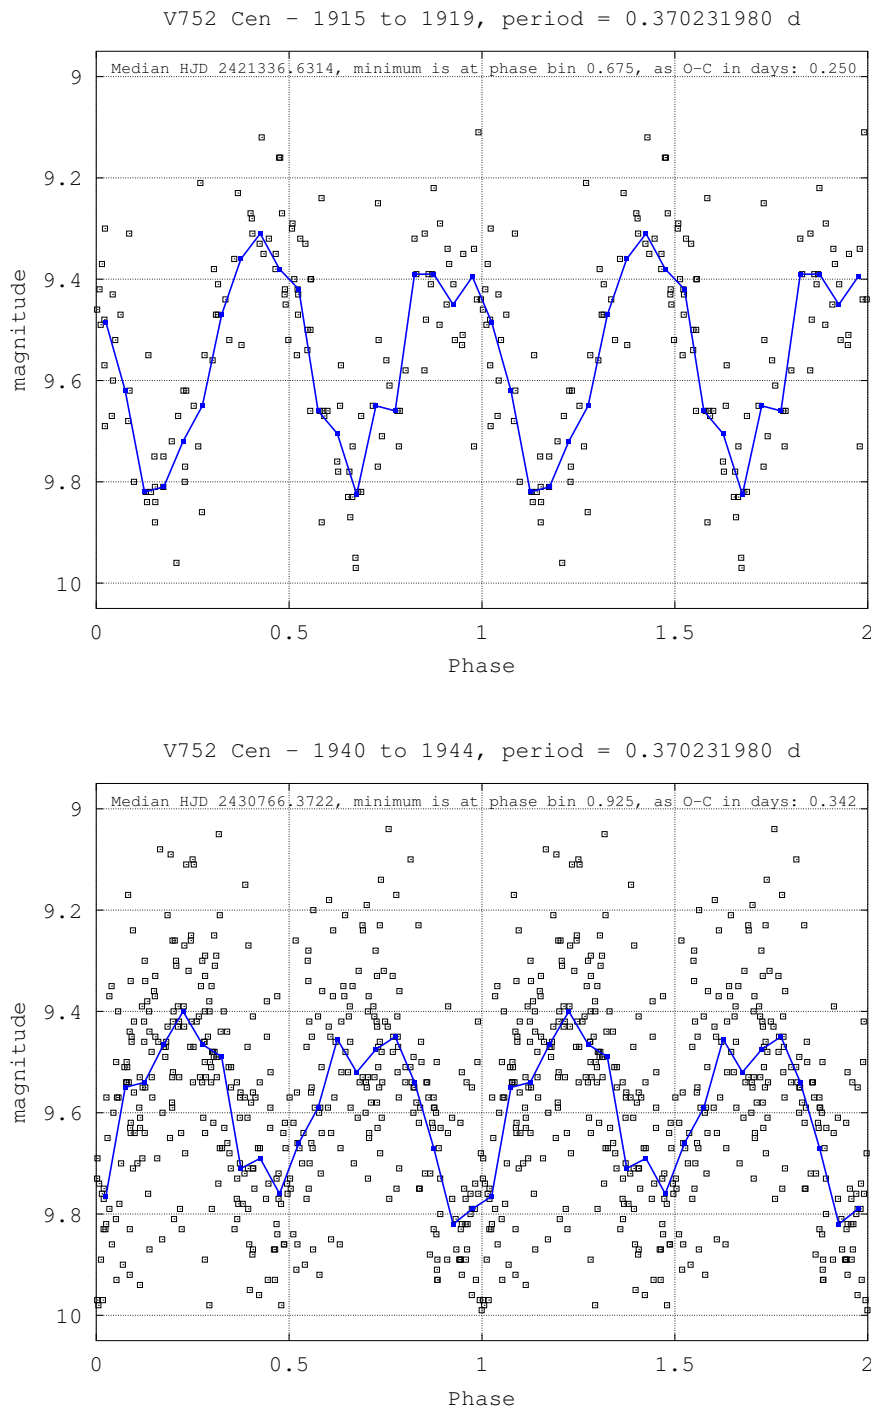 V752 Cen - 1915 to 1919, period = 0.370231980 d
Median HJD 2421336.6314, minimum is at phase bin 0.675, as O-C in days: 0.250
9
9.2
9.4
9.6
9.8
10
magnitude
0 0.5 1 1.5 2
Phase
V752 Cen - 1940 to 1944, period = 0.370231980 d
Median HJD 2430766.3722, minimum is at phase bin 0.925, as O-C in days: 0.342
9
9.2
9.4
9.6
9.8
10
magnitude
0 0.5 1 1.5 2
Phase